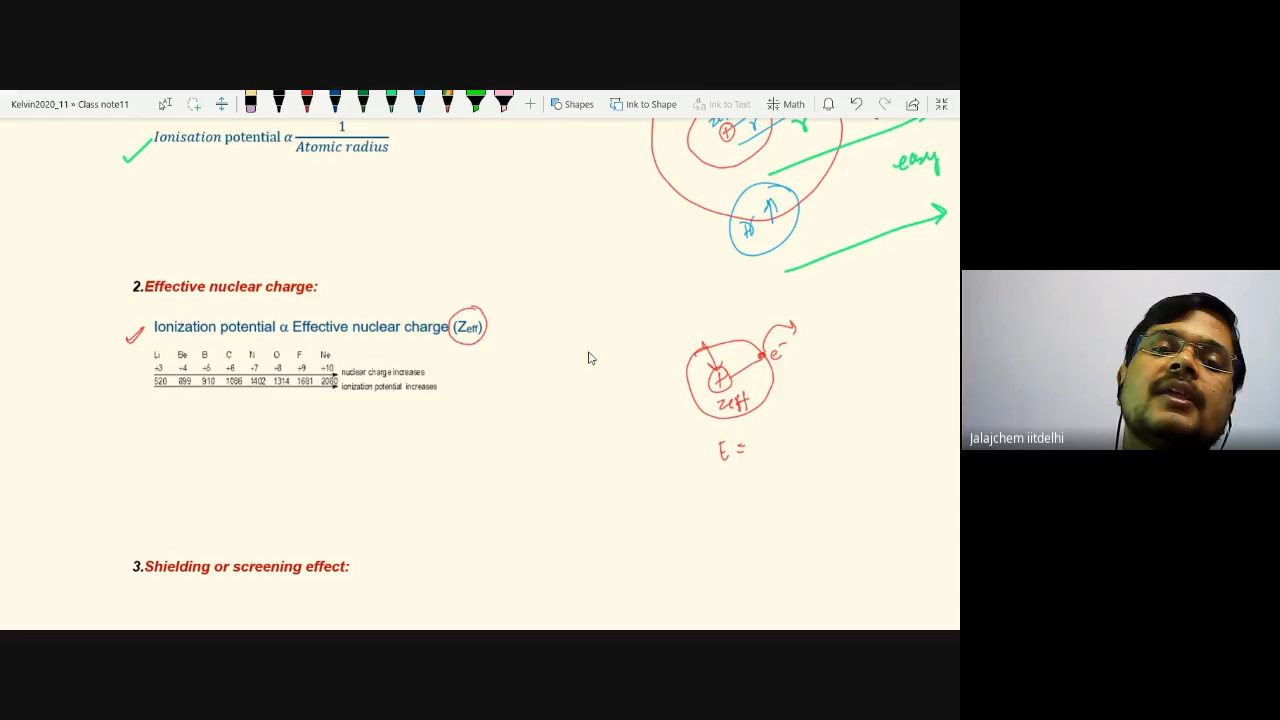 Kelvin2020_11 » Class note11
Shapes
Ink to Shape
Ink to Text
Math
Ionisation potential α 1/Atomic radius
r
r
easy
2.Effective nuclear charge:
Ionization potential α Effective nuclear charge (Zeff)
Li Be B C N O F Ne
+3 +4 +5 +6 +7 +8 +9 +10 nuclear charge increases
520 899 910 1086 1402 1314 1681 2080 ionization potential increases
+
e-
+
Zeff
E =
3.Shielding or screening effect:
Jalajchem iitdelhi